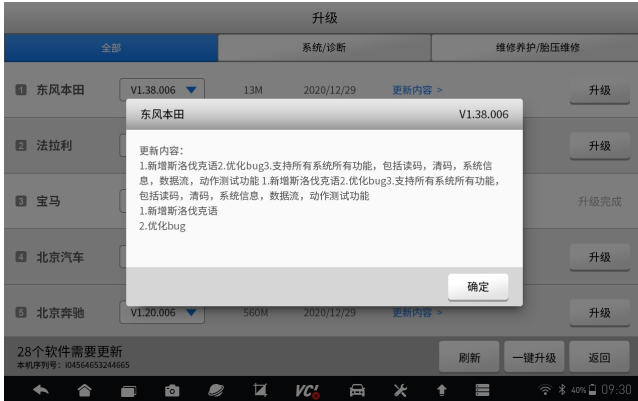 升级
全部
系统/诊断
维修养护/胎压维修
1 东风本田 V1.38.006 13M 2020/12/29 更新内容 > 升级
东风本田 V1.38.006
更新内容：
1.新增斯洛伐克语2.优化bug3.支持所有系统所有功能，包括读码，清码，系统信
息，数据流，动作测试功能 1.新增斯洛伐克语2.优化bug3.支持所有系统所有功能，
包括读码，清码，系统信息，数据流，动作测试功能
1.新增斯洛伐克语
2.优化bug
确定
2 法拉利 升级
3 宝马 升级完成
4 北京汽车 升级
5 北京奔驰 V1.20.006 560M 2020/12/29 更新内容 > 升级
28个软件需要更新
本机序列号：I04564653244665
刷新
一键升级
返回
VCI
40% 09:30